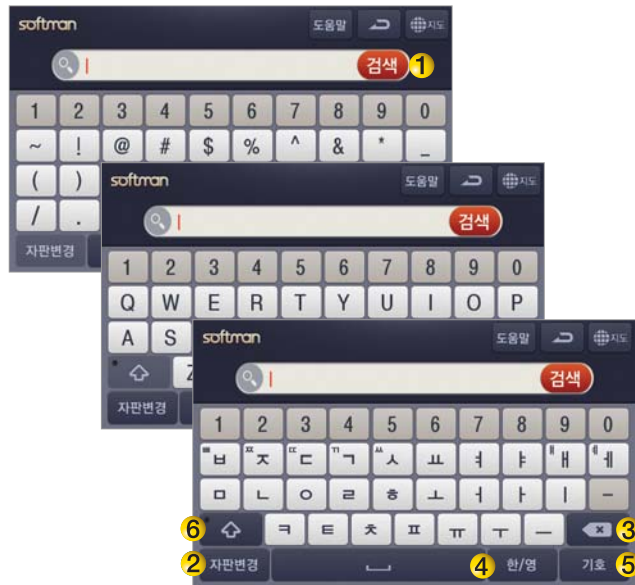 softman 도움말 지도
검색 1
1 2 3 4 5 6 7 8 9 0
~ ! @ # $ % ^ & * _
( )
/ .
자판변경
softman 도움말 지도
검색
1 2 3 4 5 6 7 8 9 0
Q W E R T Y U I O P
A S
Z
자판변경
softman 도움말 지도
검색
1 2 3 4 5 6 7 8 9 0
ㅃ ㅂ ㅉ ㅈ ㄸ ㄷ ㄲ ㄱ ㅆ ㅅ ㅛ ㅕ ㅑ ㅒ ㅐ ㅖ ㅔ
ㅁ ㄴ ㅇ ㄹ ㅎ ㅗ ㅓ ㅏ ㅣ -
6 ㅋ ㅌ ㅊ ㅍ ㅠ ㅜ ㅡ 3
2 자판변경 4 한/영 기호 5